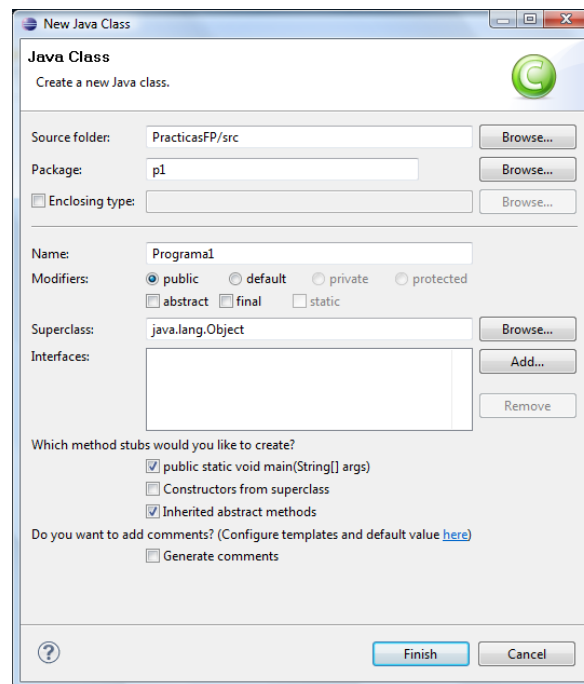 New Java Class
Java Class
Create a new Java class.
C
Source folder: PracticasFP/src Browse...
Package: p1 Browse...
Enclosing type: Browse...
Name: Programa1
Modifiers: public default private protected
abstract final static
Superclass: java.lang.Object Browse...
Interfaces: Add...
Remove
Which method stubs would you like to create?
public static void main(String[] args)
Constructors from superclass
Inherited abstract methods
Do you want to add comments? (Configure templates and default value here)
Generate comments
? Finish Cancel